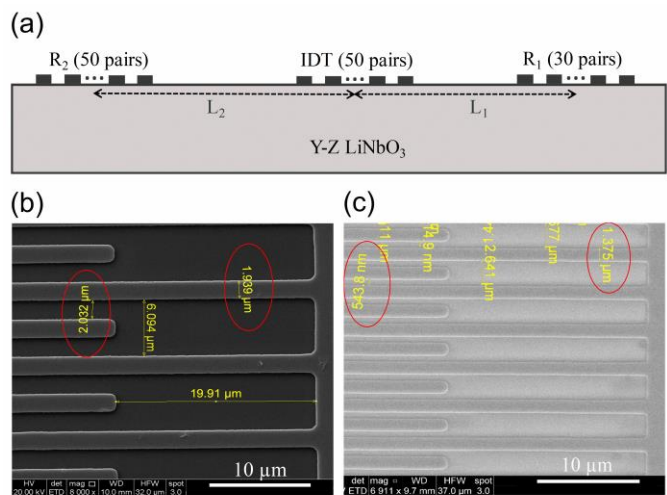 (a)
R2 (50 pairs)
IDT (50 pairs)
R1 (30 pairs)
L2
L1
Y-Z LiNbO3
(b)
2.032 µm
6.094 µm
1.939 µm
19.91 µm
HV
20.00 kV
det
ETD
mag
8 000 x
WD
10.0 mm
HFW
32.0 µm
spot
3.0
10 µm
(c)
543.8 nm
1.375 µm
det
ETD
mag
6 911 x
WD
9.7 mm
HFW
37.0 µm
spot
3.0
10 µm